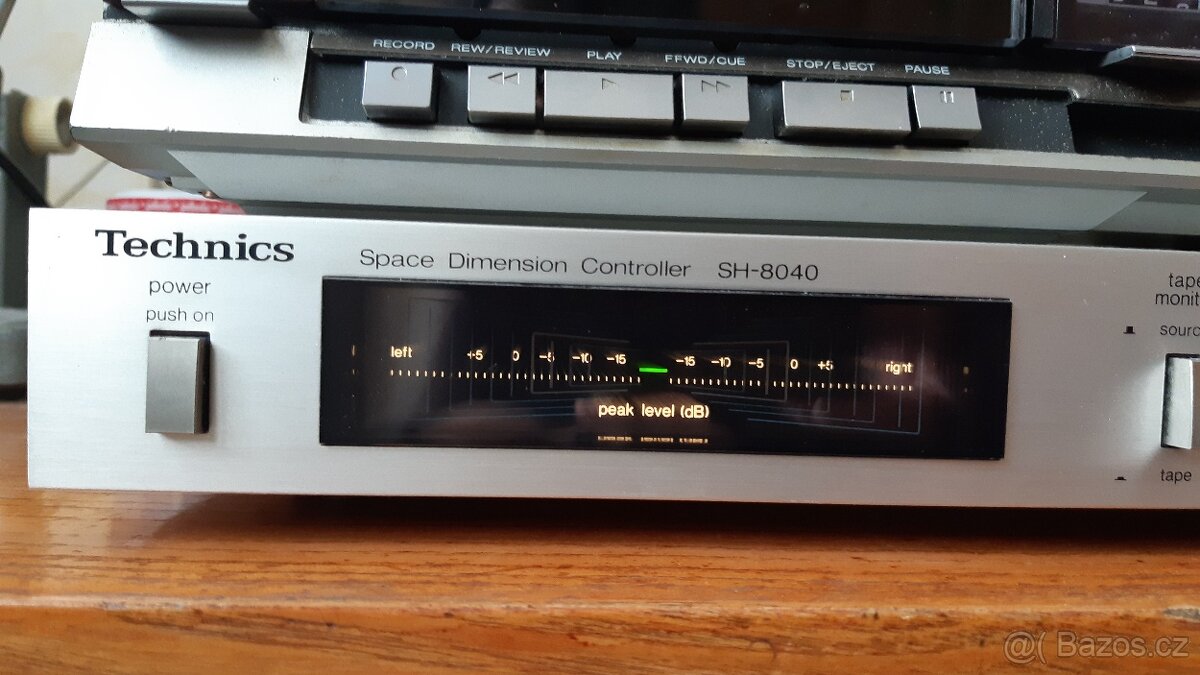 RECORD REW/REVIEW PLAY FFWD/CUE STOP/EJECT PAUSE
Technics
Space Dimension Controller SH-8040
power
push on
left +5 0 -5 -10 -15 -15 -10 -5 0 +5 right
peak level (dB)
tape
monit
sourc
tape
@( Bazos.cz